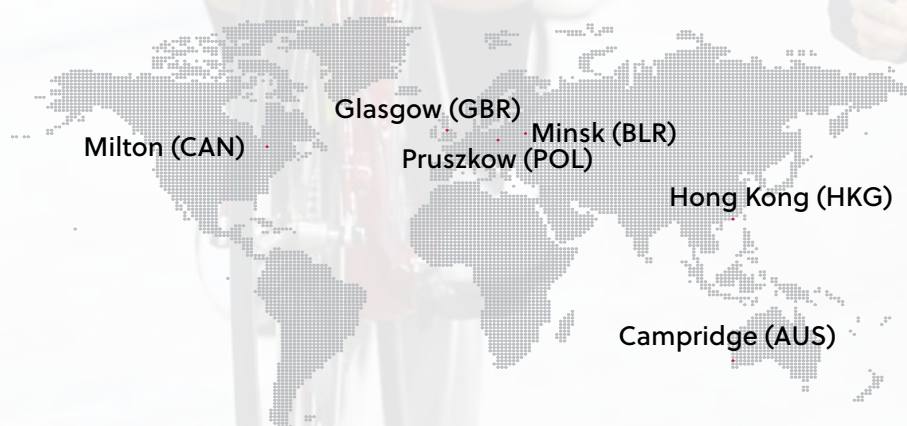 Glasgow (GBR)
Minsk (BLR)
Milton (CAN)
Pruszkow (POL)
Hong Kong (HKG)
Campridge (AUS)